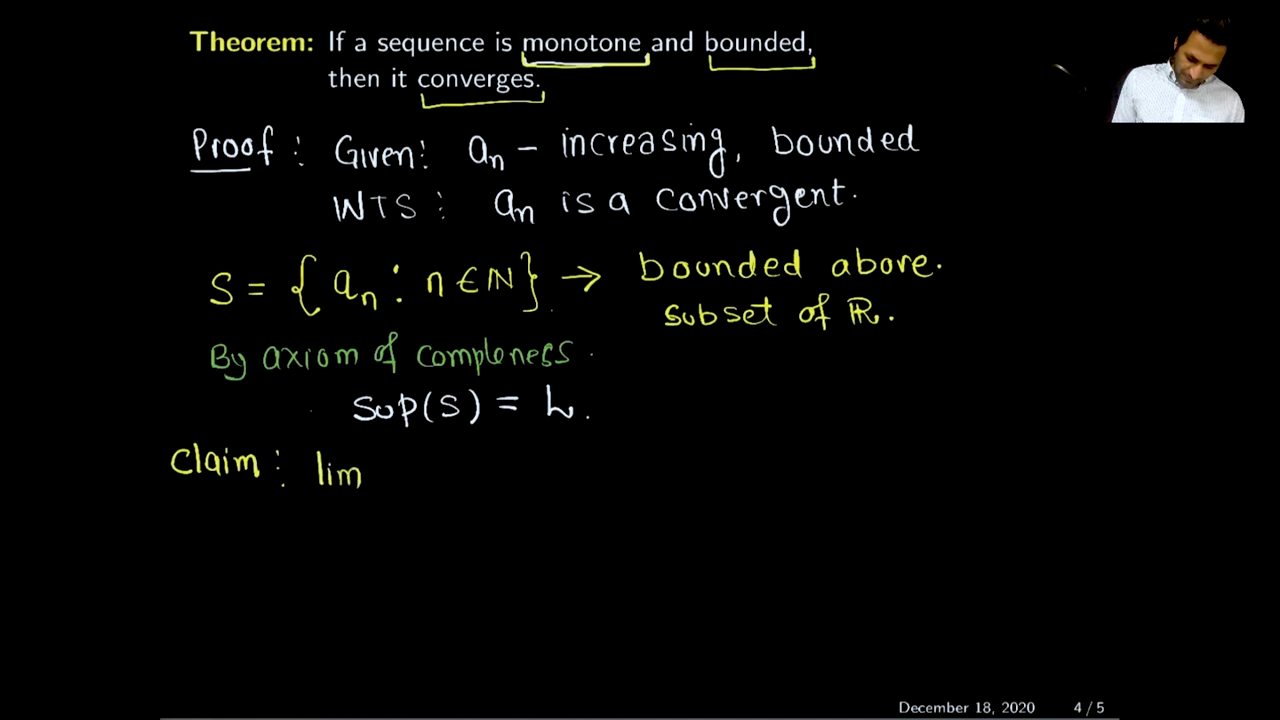 Theorem: If a sequence is monotone and bounded,
then it converges.
Proof : Given: aₙ – increasing, bounded
WTS : aₙ is a convergent.
S = { aₙ : n ∈ ℕ } → bounded above.
subset of ℝ.
By axiom of compleness.
sup(S) = L.
Claim : lim
December 18, 2020 4 / 5